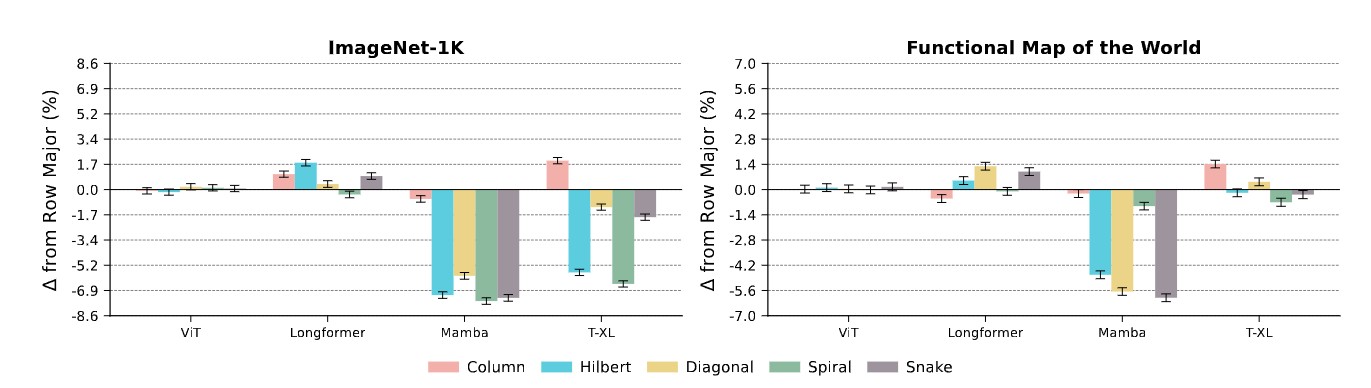 ImageNet-1K
Δ from Row Major (%)
8.6
6.9
5.2
3.4
1.7
0.0
-1.7
-3.4
-5.2
-6.9
-8.6
ViT
Longformer
Mamba
T-XL
Functional Map of the World
Δ from Row Major (%)
7.0
5.6
4.2
2.8
1.4
0.0
-1.4
-2.8
-4.2
-5.6
-7.0
ViT
Longformer
Mamba
T-XL
Column Hilbert Diagonal Spiral Snake